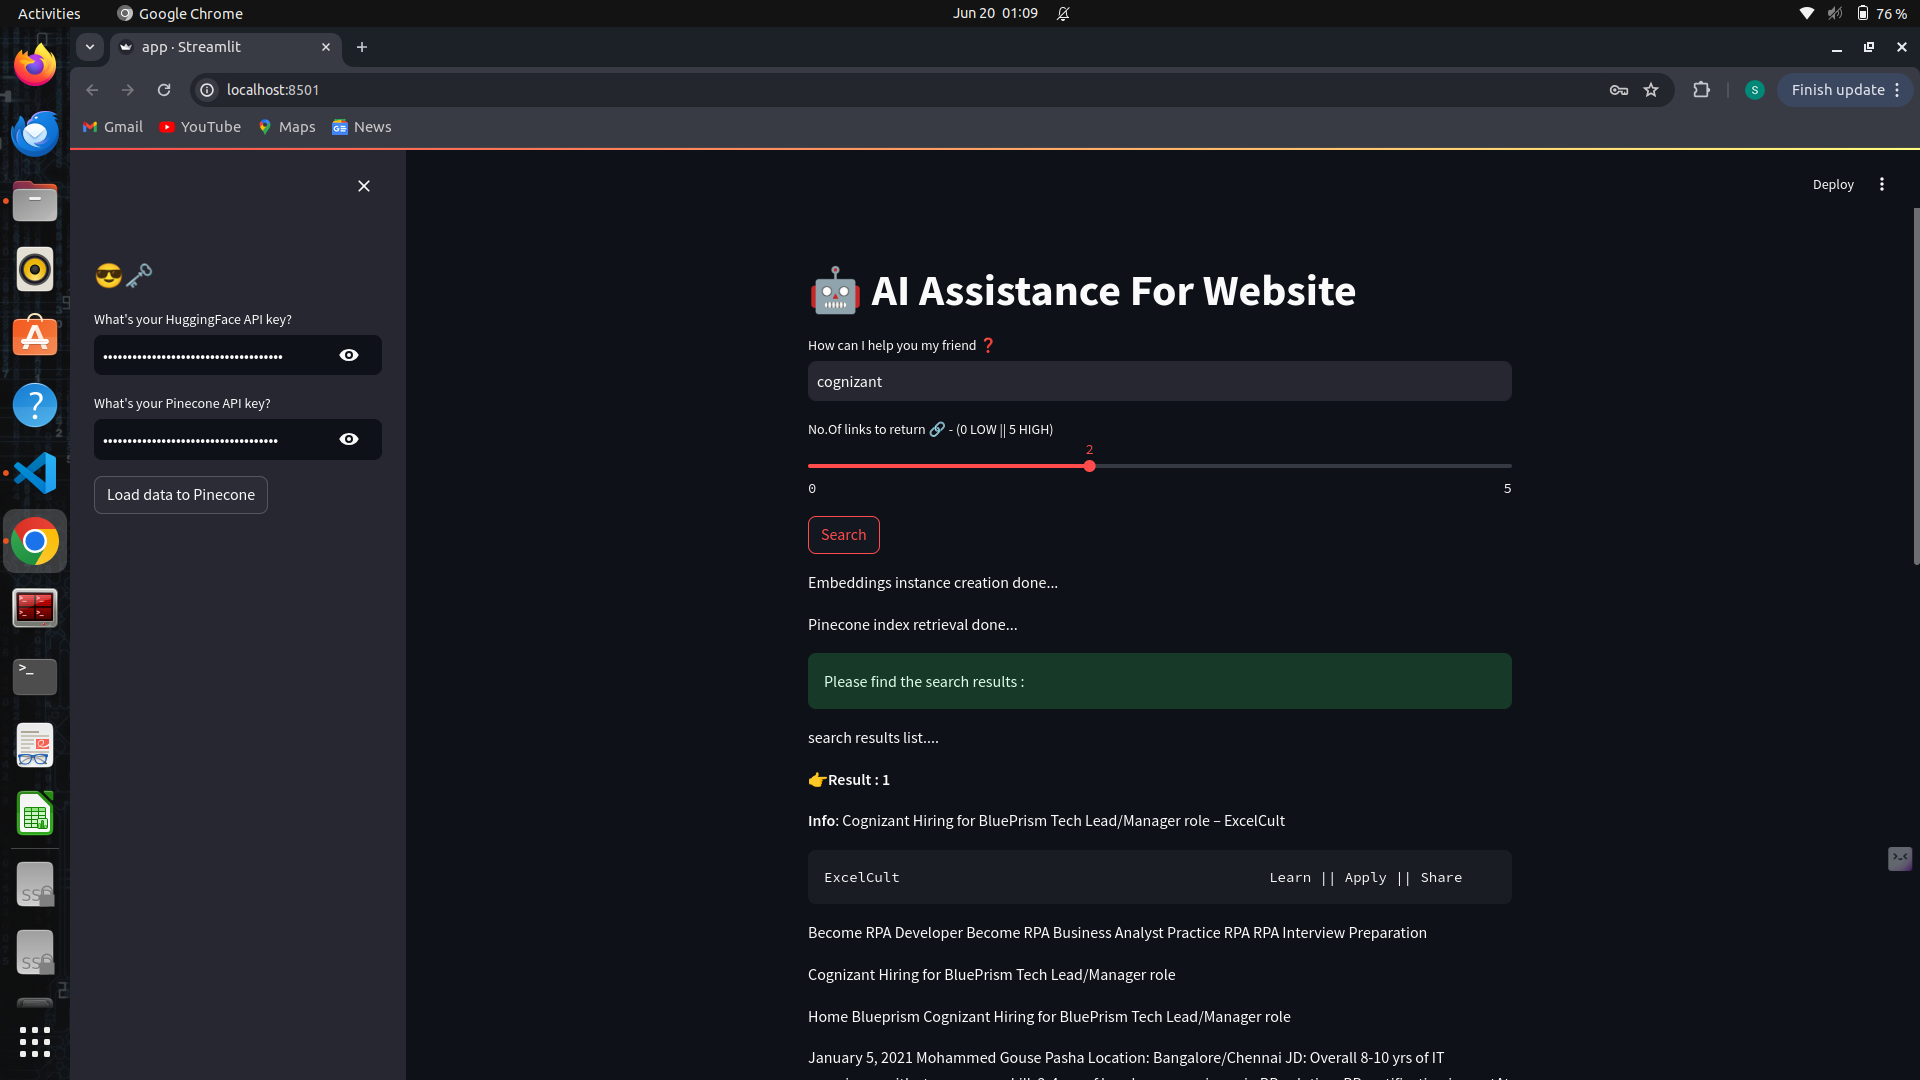 Activities
Google Chrome
Jun 20 01:09
76 %
app · Streamlit
localhost:8501
S
Finish update
Gmail
YouTube
Maps
News
Deploy
What's your HuggingFace API key?
What's your Pinecone API key?
Load data to Pinecone
AI Assistance For Website
How can I help you my friend ❓
cognizant
No.Of links to return 🔗 - (0 LOW || 5 HIGH)
2
0
5
Search
Embeddings instance creation done...
Pinecone index retrieval done...
Please find the search results :
search results list....
👉Result : 1
Info: Cognizant Hiring for BluePrism Tech Lead/Manager role – ExcelCult
ExcelCult Learn || Apply || Share
Become RPA Developer Become RPA Business Analyst Practice RPA RPA Interview Preparation
Cognizant Hiring for BluePrism Tech Lead/Manager role
Home Blueprism Cognizant Hiring for BluePrism Tech Lead/Manager role
January 5, 2021 Mohammed Gouse Pasha Location: Bangalore/Chennai JD: Overall 8-10 yrs of IT